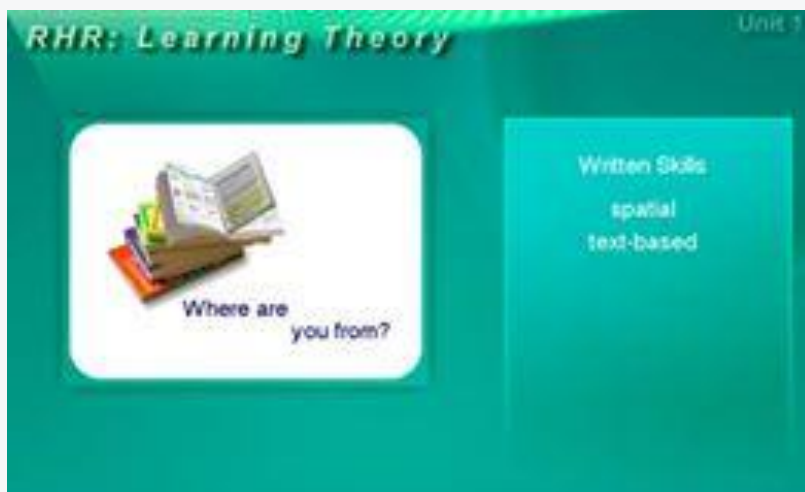 RHR: Learning Theory
Unit 1
Where are
you from?
Written Skills
spatial
text-based